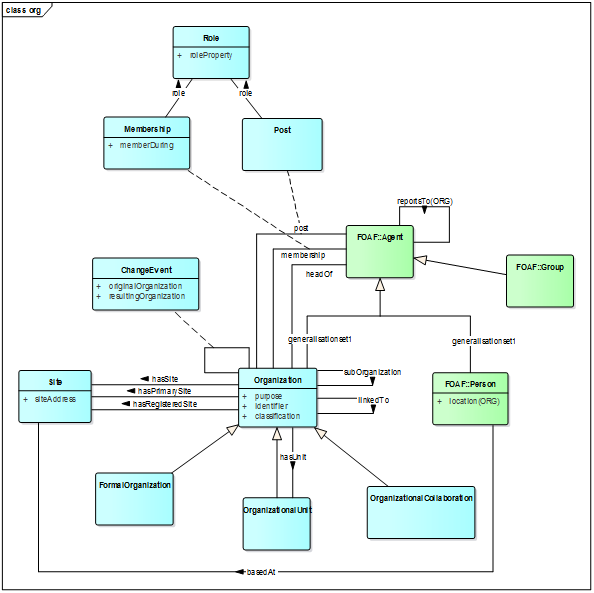 class org
Role
+ roleProperty
role
role
Membership
+ memberDuring
Post
reportsTo(ORG)
post
FOAF::Agent
membership
headOf
FOAF::Group
ChangeEvent
+ originalOrganization
+ resultingOrganization
generalisationset1
generalisationset1
Site
+ siteAddress
hasSite
hasPrimarySite
hasRegisteredSite
Organization
+ purpose
+ identifier
+ classification
subOrganization
linkedTo
FOAF::Person
+ location(ORG)
hasUnit
FormalOrganization
OrganizationalUnit
OrganizationalCollaboration
basedAt